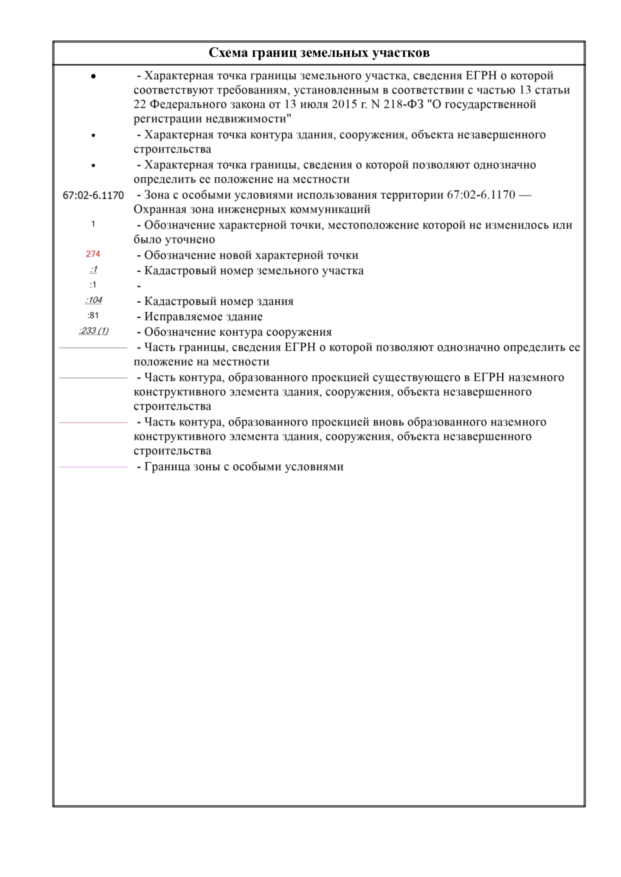 Схема границ земельных участков
- Характерная точка границы земельного участка, сведения ЕГРН о которой
соответствуют требованиям, установленным в соответствии с частью 13 статьи
22 Федерального закона от 13 июля 2015 г. N 218-ФЗ "О государственной
регистрации недвижимости"
- Характерная точка контура здания, сооружения, объекта незавершенного
строительства
- Характерная точка границы, сведения о которой позволяют однозначно
определить ее положение на местности
67:02-6.1170 - Зона с особыми условиями использования территории 67:02-6.1170 —
Охранная зона инженерных коммуникаций
1 - Обозначение характерной точки, местоположение которой не изменилось или
было уточнено
274 - Обозначение новой характерной точки
:1 - Кадастровый номер земельного участка
:1 -
:104 - Кадастровый номер здания
:81 - Исправляемое здание
:233 (1) - Обозначение контура сооружения
- Часть границы, сведения ЕГРН о которой позволяют однозначно определить ее
положение на местности
- Часть контура, образованного проекцией существующего в ЕГРН наземного
конструктивного элемента здания, сооружения, объекта незавершенного
строительства
- Часть контура, образованного проекцией вновь образованного наземного
конструктивного элемента здания, сооружения, объекта незавершенного
строительства
- Граница зоны с особыми условиями